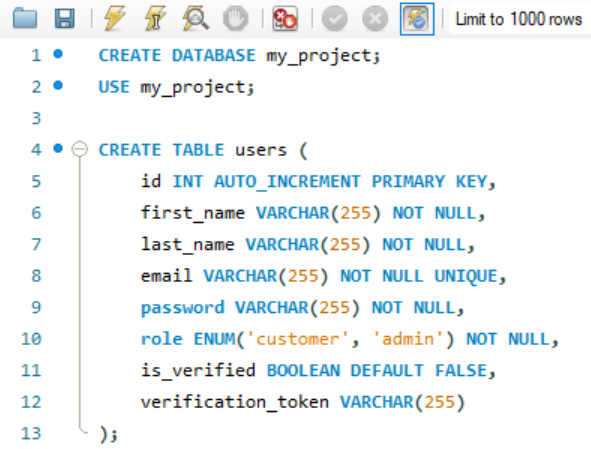 Limit to 1000 rows
1 CREATE DATABASE my_project;
2 USE my_project;
3
4 CREATE TABLE users (
5 id INT AUTO_INCREMENT PRIMARY KEY,
6 first_name VARCHAR(255) NOT NULL,
7 last_name VARCHAR(255) NOT NULL,
8 email VARCHAR(255) NOT NULL UNIQUE,
9 password VARCHAR(255) NOT NULL,
10 role ENUM('customer', 'admin') NOT NULL,
11 is_verified BOOLEAN DEFAULT FALSE,
12 verification_token VARCHAR(255)
13 );